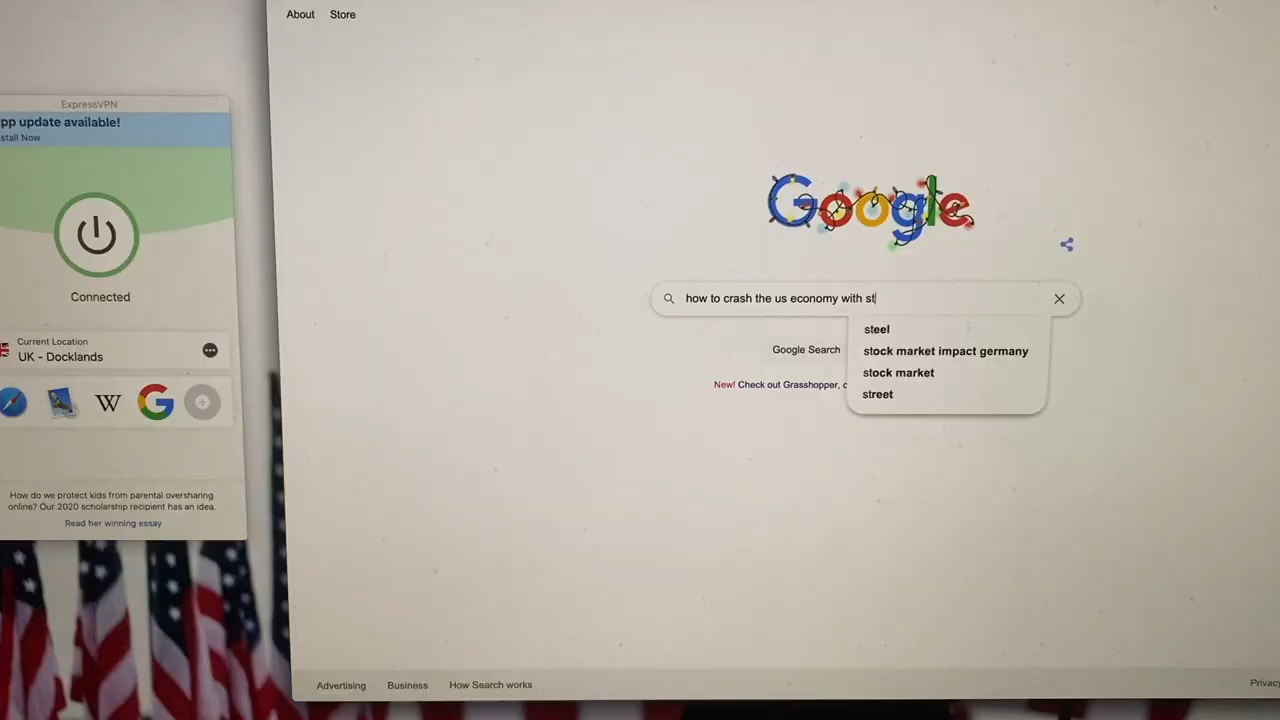 About Store
ExpressVPN
pp update available!
stall Now
Connected
Current Location
UK - Docklands
W
How do we protect kids from parental oversharing
online? Our 2020 scholarship recipient has an idea.
Read her winning essay
Google
how to crash the us economy with st
steel
stock market impact germany
stock market
street
Google Search
New! Check out Grasshopper, c
Advertising Business How Search works
Privacy